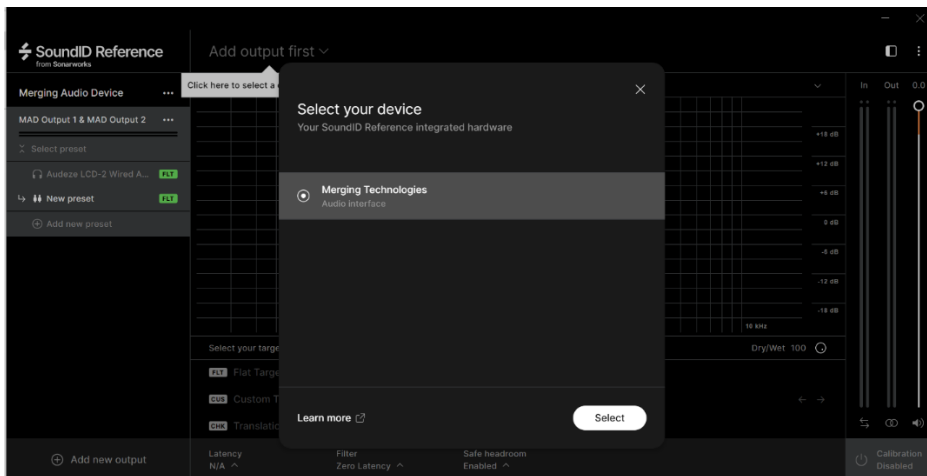 SoundID Reference
from Sonarworks
Add output first
In Out 0.0
Merging Audio Device
Click here to select a
MAD Output 1 & MAD Output 2
Select preset
Audeze LCD-2 Wired A...
FLT
New preset
FLT
Add new preset
Select your device
Your SoundID Reference integrated hardware
Merging Technologies
Audio interface
Learn more
Select
+18 dB
+12 dB
+6 dB
0 dB
-6 dB
-12 dB
-18 dB
10 KHz
Select your targe
Dry/Wet 100
FLT Flat Targe
CUS Custom T
CHK Translatio
Add new output
Latency
N/A
Filter
Zero Latency
Safe headroom
Enabled
Calibration
Disabled